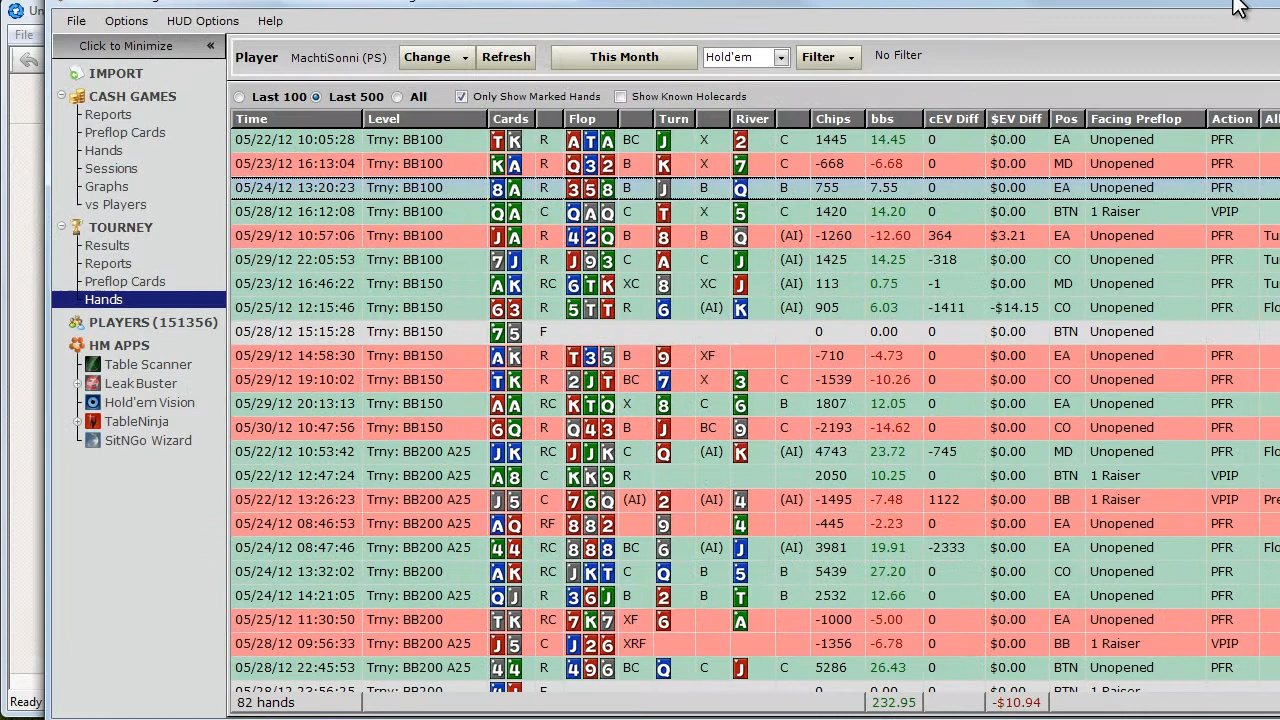 File Options HUD Options Help
Un
File
Click to Minimize «
Player MachtiSonni (PS) Change Refresh This Month Hold'em Filter No Filter
IMPORT
CASH GAMES
Reports
Preflop Cards
Hands
Sessions
Graphs
vs Players
TOURNEY
Results
Reports
Preflop Cards
Hands
PLAYERS (151356)
HM APPS
Table Scanner
LeakBuster
Hold'em Vision
TableNinja
SitNGo Wizard
Last 100 Last 500 All Only Show Marked Hands Show Known Holecards
Time Level Cards Flop Turn River Chips bbs cEV Diff $EV Diff Pos Facing Preflop Action All
05/22/12 10:05:28 Trny: BB100 T K R A T A BC J X 2 C 1445 14.45 0 $0.00 EA Unopened PFR
05/23/12 16:13:04 Trny: BB100 K A R Q 3 2 B K X 7 C -668 -6.68 0 $0.00 MD Unopened PFR
05/24/12 13:20:23 Trny: BB100 8 A R 3 5 8 B J B Q B 755 7.55 0 $0.00 EA Unopened PFR
05/28/12 16:12:08 Trny: BB100 Q A C Q A Q C T X 5 C 1420 14.20 0 $0.00 BTN 1 Raiser VPIP
05/29/12 10:57:06 Trny: BB100 J A R 4 2 Q B 8 B Q (AI) -1260 -12.60 364 $3.21 EA Unopened PFR Tu
05/29/12 22:05:53 Trny: BB100 7 J R J 9 3 C A C J (AI) 1425 14.25 -318 $0.00 CO Unopened PFR Tu
05/23/12 16:46:22 Trny: BB150 A K RC 6 T K XC 8 XC J (AI) 113 0.75 -1 $0.00 MD Unopened PFR
05/25/12 12:15:46 Trny: BB150 6 3 R 5 T T R 6 (AI) K (AI) 905 6.03 -1411 -$14.15 CO Unopened PFR Flo
05/28/12 15:15:28 Trny: BB150 7 5 F 0 0.00 0 $0.00 BTN Unopened
05/29/12 14:58:30 Trny: BB150 A K R T 3 5 B 9 XF -710 -4.73 0 $0.00 EA Unopened PFR
05/29/12 19:10:02 Trny: BB150 T K R 2 J T BC 7 X 3 C -1539 -10.26 0 $0.00 CO Unopened PFR
05/29/12 20:13:13 Trny: BB150 A A RC K T Q X 8 C 6 B 1807 12.05 0 $0.00 EA Unopened PFR
05/30/12 10:47:56 Trny: BB150 6 Q R Q 4 3 B J BC 9 C -2193 -14.62 0 $0.00 CO Unopened PFR
05/22/12 10:53:42 Trny: BB200 A25 J K RC J J K C Q (AI) K (AI) 4743 23.72 -745 $0.00 MD Unopened PFR Flo
05/22/12 12:47:24 Trny: BB200 A25 A 8 C K K 9 R 2050 10.25 0 $0.00 BTN 1 Raiser VPIP
05/22/12 13:26:23 Trny: BB200 A25 J 5 C 7 6 Q (AI) 2 (AI) 4 (AI) -1495 -7.48 1122 $0.00 BB 1 Raiser VPIP Pre
05/24/12 08:46:53 Trny: BB200 A25 A Q RF 8 8 2 9 4 -445 -2.23 0 $0.00 EA Unopened PFR
05/24/12 08:47:46 Trny: BB200 A25 4 4 RC 8 8 8 BC 6 (AI) J (AI) 3981 19.91 -2333 $0.00 EA Unopened PFR Flo
05/24/12 13:32:02 Trny: BB200 A K RC J K T C Q B 5 B 5439 27.20 0 $0.00 CO Unopened PFR
05/24/12 14:21:05 Trny: BB200 Q J R 3 6 J B 2 B T B 2532 12.66 0 $0.00 EA Unopened PFR
05/25/12 11:30:50 Trny: BB200 T K RC 7 K 7 XF 6 A -1000 -5.00 0 $0.00 EA Unopened PFR
05/28/12 09:56:33 Trny: BB200 A25 J 5 C J 2 6 XRF -1356 -6.78 0 $0.00 BB 1 Raiser VPIP
05/28/12 22:45:53 Trny: BB200 A25 4 4 R 4 9 6 BC Q C J C 5286 26.43 0 $0.00 BTN Unopened PFR
Ready 82 hands 232.95 -$10.94